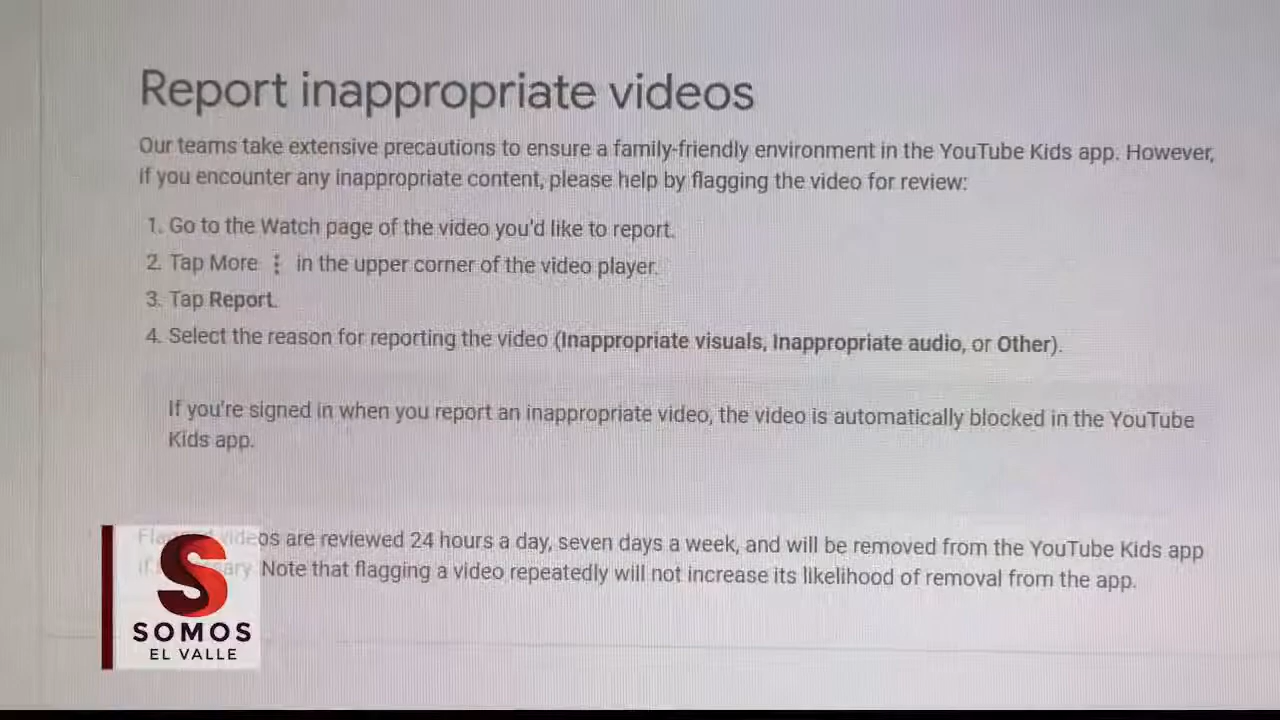 Report inappropriate videos
Our teams take extensive precautions to ensure a family-friendly environment in the YouTube Kids app. However,
if you encounter any inappropriate content, please help by flagging the video for review:
1. Go to the Watch page of the video you'd like to report.
2. Tap More ⋮ in the upper corner of the video player.
3. Tap Report.
4. Select the reason for reporting the video (Inappropriate visuals, Inappropriate audio, or Other).
If you're signed in when you report an inappropriate video, the video is automatically blocked in the YouTube
Kids app.
videos are reviewed 24 hours a day, seven days a week, and will be removed from the YouTube Kids app
if Note that flagging a video repeatedly will not increase its likelihood of removal from the app.
SOMOS
EL VALLE